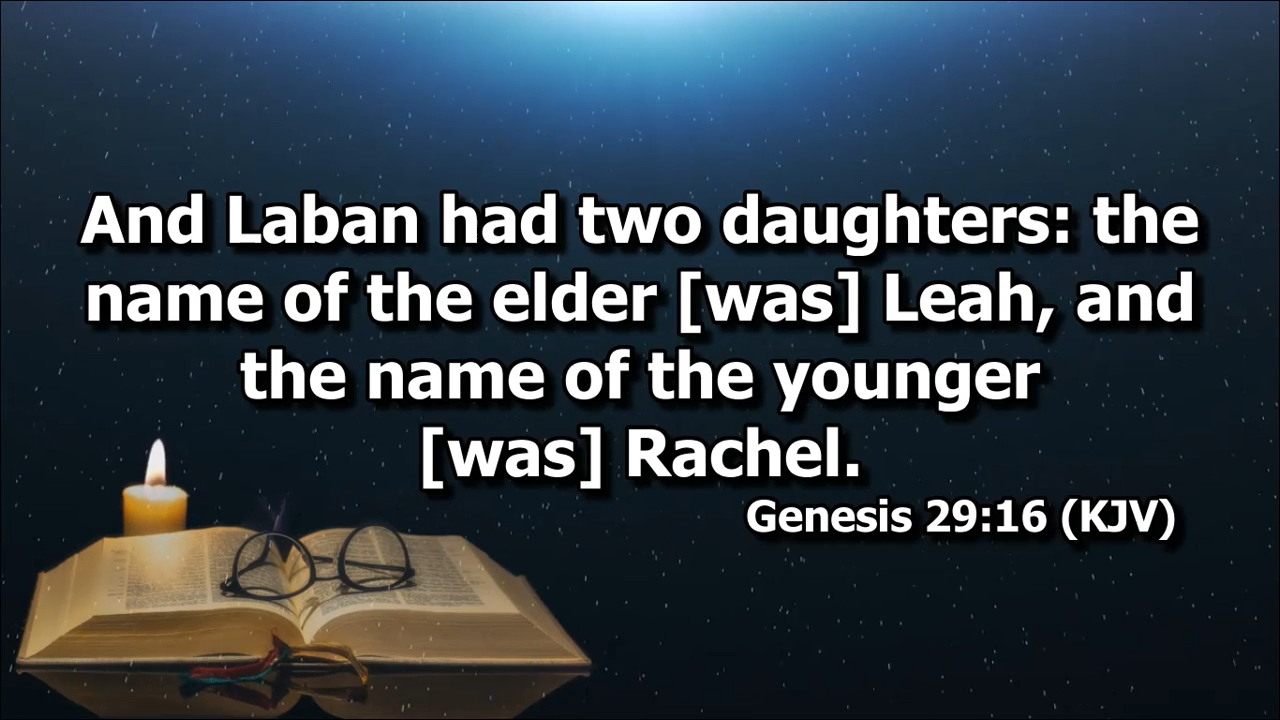 And Laban had two daughters: the
name of the elder [was] Leah, and
the name of the younger
[was] Rachel.
Genesis 29:16 (KJV)